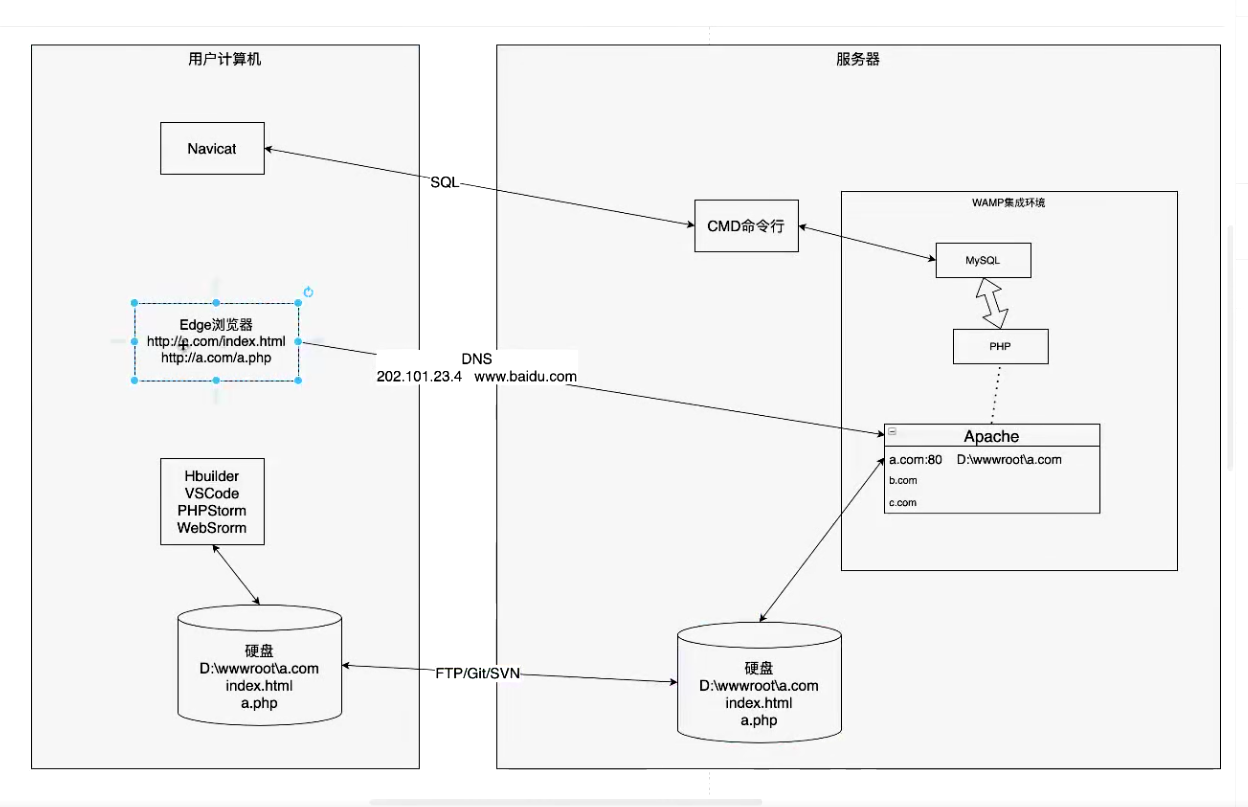 用户计算机
服务器
Navicat
SQL
CMD命令行
WAMP集成环境
MySQL
PHP
Edge浏览器
http://a.com/index.html
http://a.com/a.php
DNS
202.101.23.4 www.baidu.com
Apache
a.com:80 D:\wwwroot\a.com
b.com
c.com
Hbuilder
VSCode
PHPStorm
WebSrorm
硬盘
D:\wwwroot\a.com
index.html
a.php
FTP/Git/SVN
硬盘
D:\wwwroot\a.com
index.html
a.php